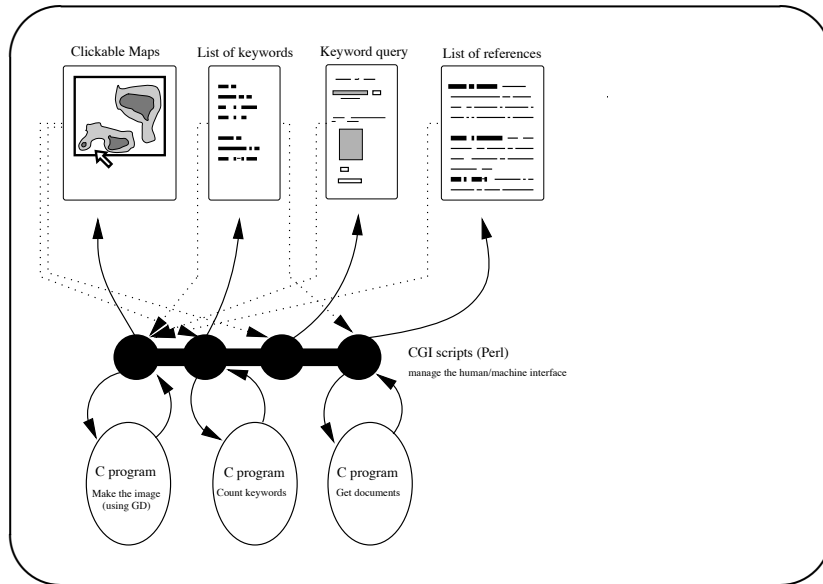 Clickable Maps
List of keywords
Keyword query
List of references
CGI scripts (Perl)
manage the human/machine interface
C program
Make the image
(using GD)
C program
Count keywords
C program
Get documents